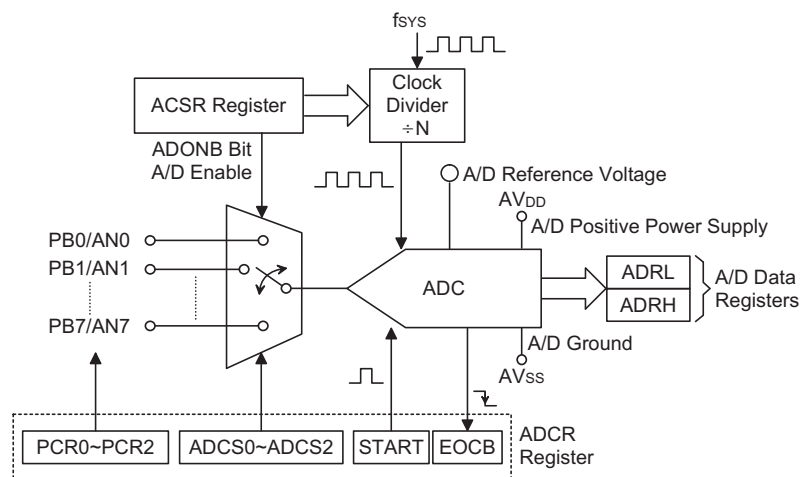 fSYS
ACSR Register
Clock
Divider
÷N
ADONB Bit
A/D Enable
A/D Reference Voltage
AVDD
A/D Positive Power Supply
PB0/AN0
PB1/AN1
PB7/AN7
ADC
ADRL
ADRH
A/D Data
Registers
A/D Ground
AVSS
PCR0~PCR2
ADCS0~ADCS2
START
EOCB
ADCR
Register